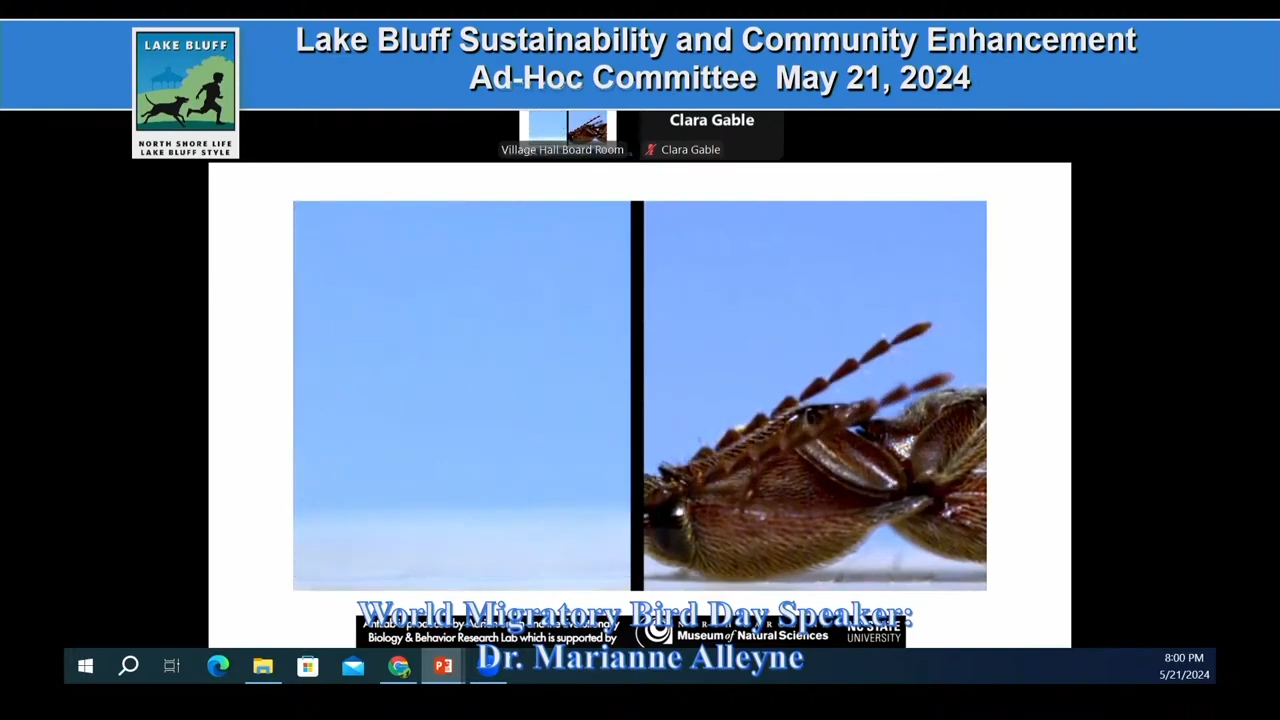 Lake Bluff Sustainability and Community Enhancement
Ad-Hoc Committee May 21, 2024
LAKE BLUFF
NORTH SHORE LIFE
LAKE BLUFF STYLE
Clara Gable
Village Hall Board Room
Clara Gable
World Migratory Bird Day Speaker:
Biology & Behavior Research Lab which is supported by
Museum of Natural Sciences
NC STATE
UNIVERSITY
Dr. Marianne Alleyne
8:00 PM
5/21/2024